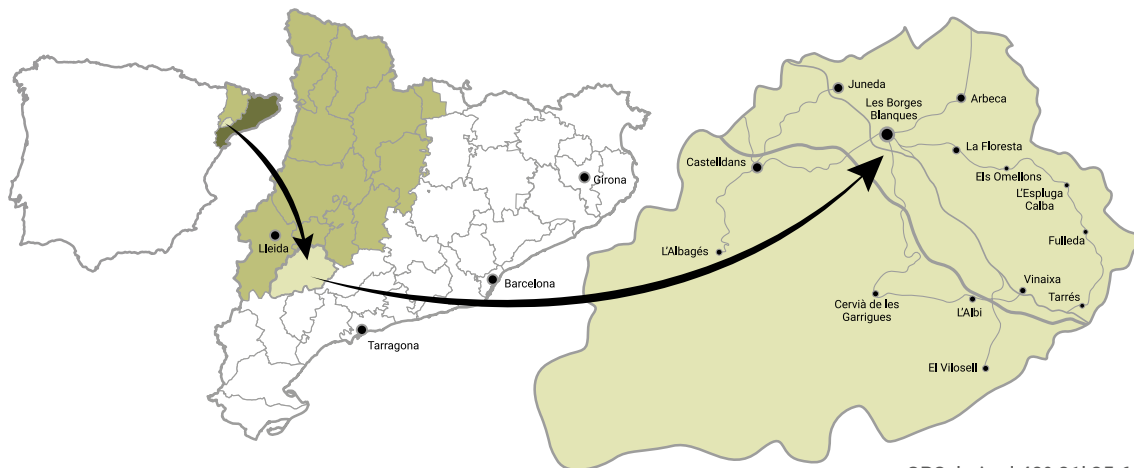 Girona
Lleida
Barcelona
Tarragona
Juneda
Les Borges
Blanques
Arbeca
La Floresta
Castelldans
Els Omellons
L'Espluga
Calba
Fulleda
L'Albagés
Vinaixa
Cervià de les
Garrigues
L'Albi
Tarrés
El Vilosell